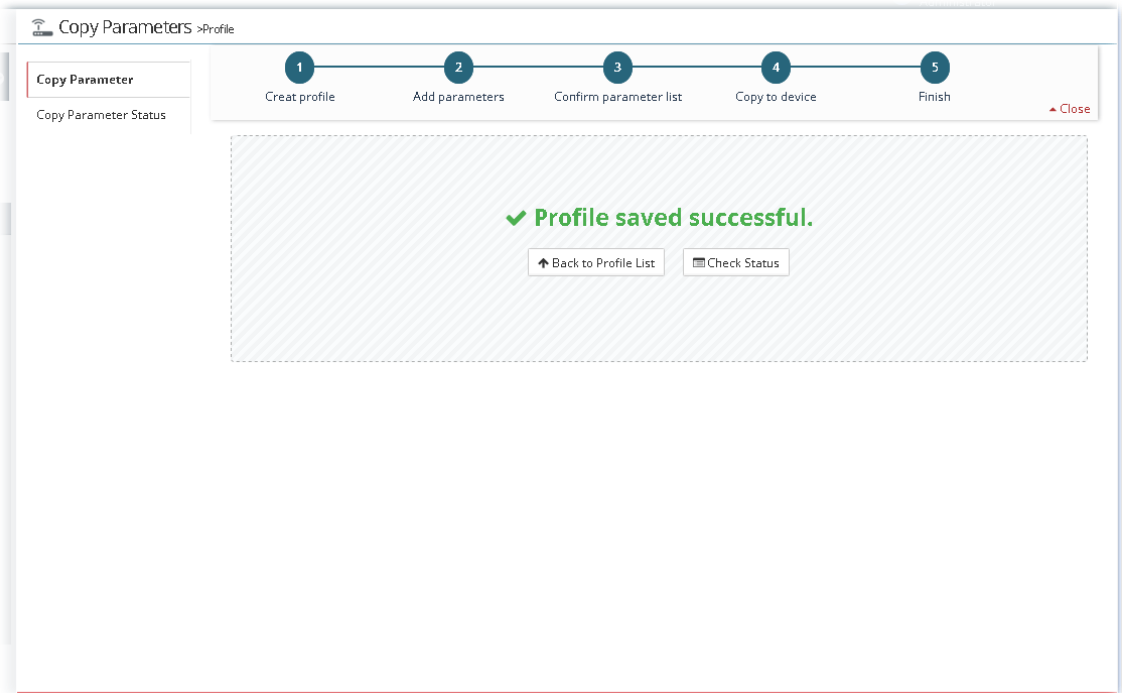 Copy Parameters >Profile
Copy Parameter
Copy Parameter Status
1 2 3 4 5
Creat profile Add parameters Confirm parameter list Copy to device Finish
Close
Profile saved successful.
Back to Profile List Check Status